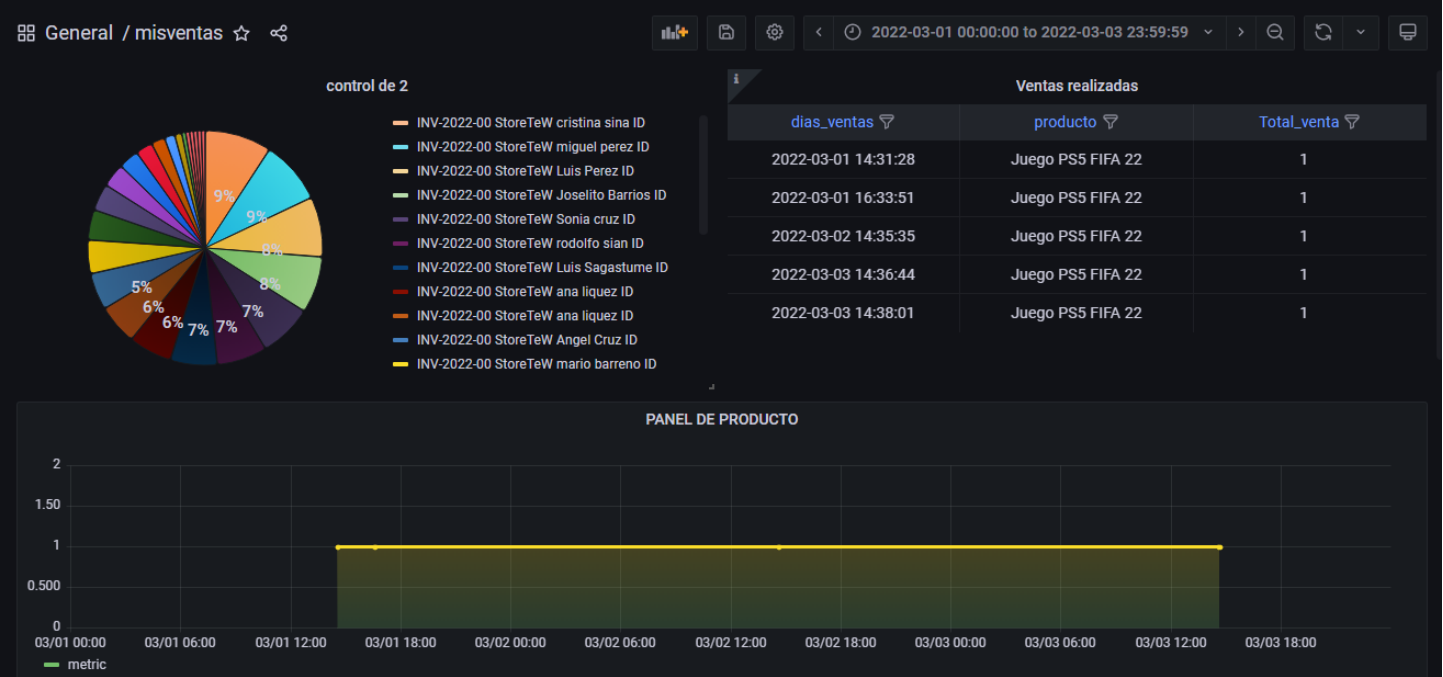 General / misventas
2022-03-01 00:00:00 to 2022-03-03 23:59:59
control de 2
9%
9%
8%
8%
7%
7%
7%
6%
6%
5%
INV-2022-00 StoreTeW cristina sina ID
INV-2022-00 StoreTeW miguel perez ID
INV-2022-00 StoreTeW Luis Perez ID
INV-2022-00 StoreTeW Joselito Barrios ID
INV-2022-00 StoreTeW Sonia cruz ID
INV-2022-00 StoreTeW rodolfo sian ID
INV-2022-00 StoreTeW Luis Sagastume ID
INV-2022-00 StoreTeW ana liquez ID
INV-2022-00 StoreTeW ana liquez ID
INV-2022-00 StoreTeW Angel Cruz ID
INV-2022-00 StoreTeW mario barreno ID
i
Ventas realizadas
dias_ventas producto Total_venta
2022-03-01 14:31:28 Juego PS5 FIFA 22 1
2022-03-01 16:33:51 Juego PS5 FIFA 22 1
2022-03-02 14:35:35 Juego PS5 FIFA 22 1
2022-03-03 14:36:44 Juego PS5 FIFA 22 1
2022-03-03 14:38:01 Juego PS5 FIFA 22 1
PANEL DE PRODUCTO
2
1.50
1
0.500
0
03/01 00:00 03/01 06:00 03/01 12:00 03/01 18:00 03/02 00:00 03/02 06:00 03/02 12:00 03/02 18:00 03/03 00:00 03/03 06:00 03/03 12:00 03/03 18:00
metric